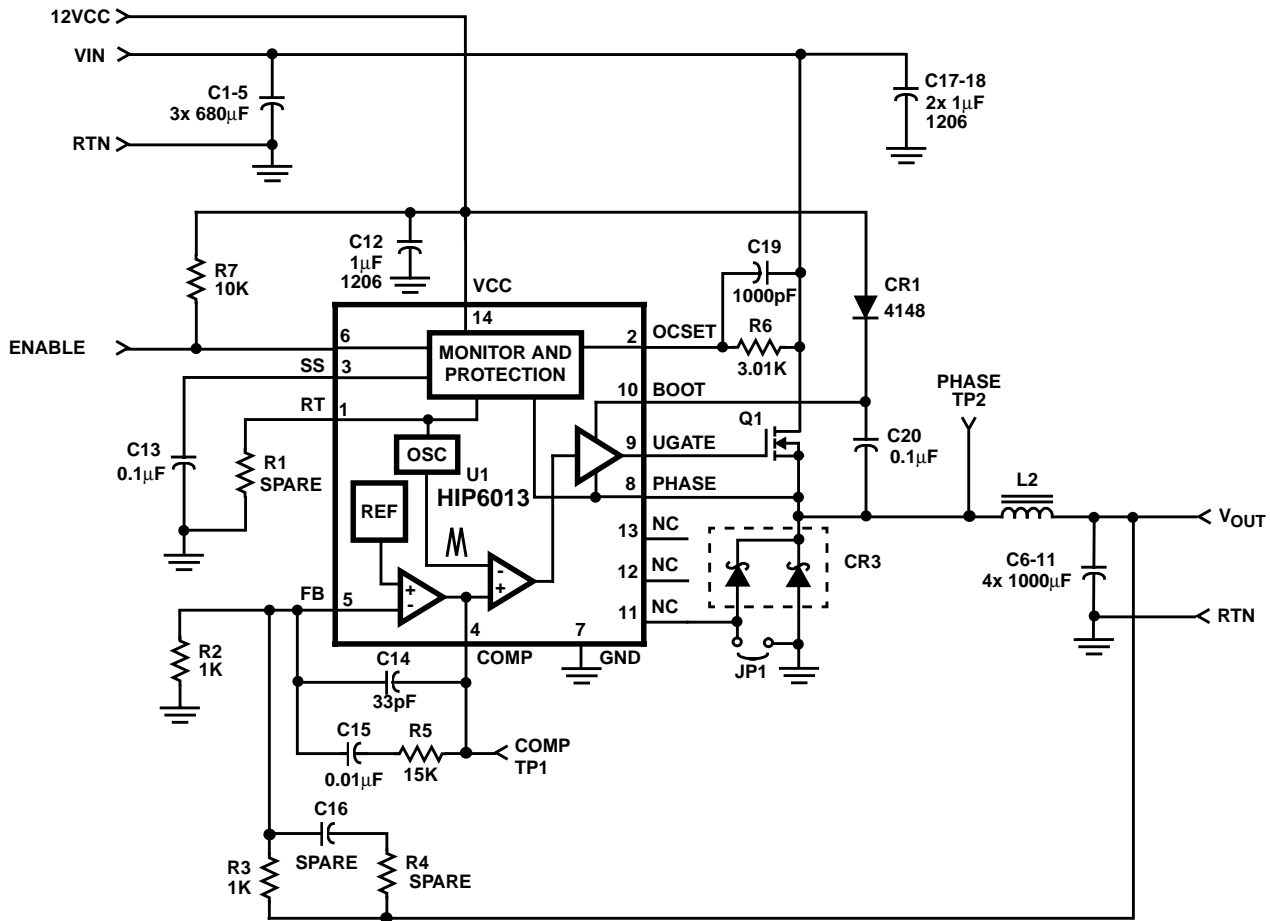 12VCC
VIN
C1-5
3x 680µF
RTN
C17-18
2x 1µF
1206
R7
10K
C12
1µF
1206
VCC
14
C19
1000pF
CR1
4148
ENABLE
6
MONITOR AND
PROTECTION
2
OCSET
R6
3.01K
SS
3
RT
1
10
BOOT
PHASE
TP2
Q1
C13
0.1µF
R1
SPARE
OSC
U1
HIP6013
9
UGATE
C20
0.1µF
REF
8
PHASE
L2
VOUT
13
NC
CR3
12
NC
C6-11
4x 1000µF
FB
5
+
-
-
+
11
NC
RTN
R2
1K
4
COMP
7
GND
JP1
C14
33pF
C15
0.01µF
R5
15K
COMP
TP1
C16
SPARE
R3
1K
R4
SPARE